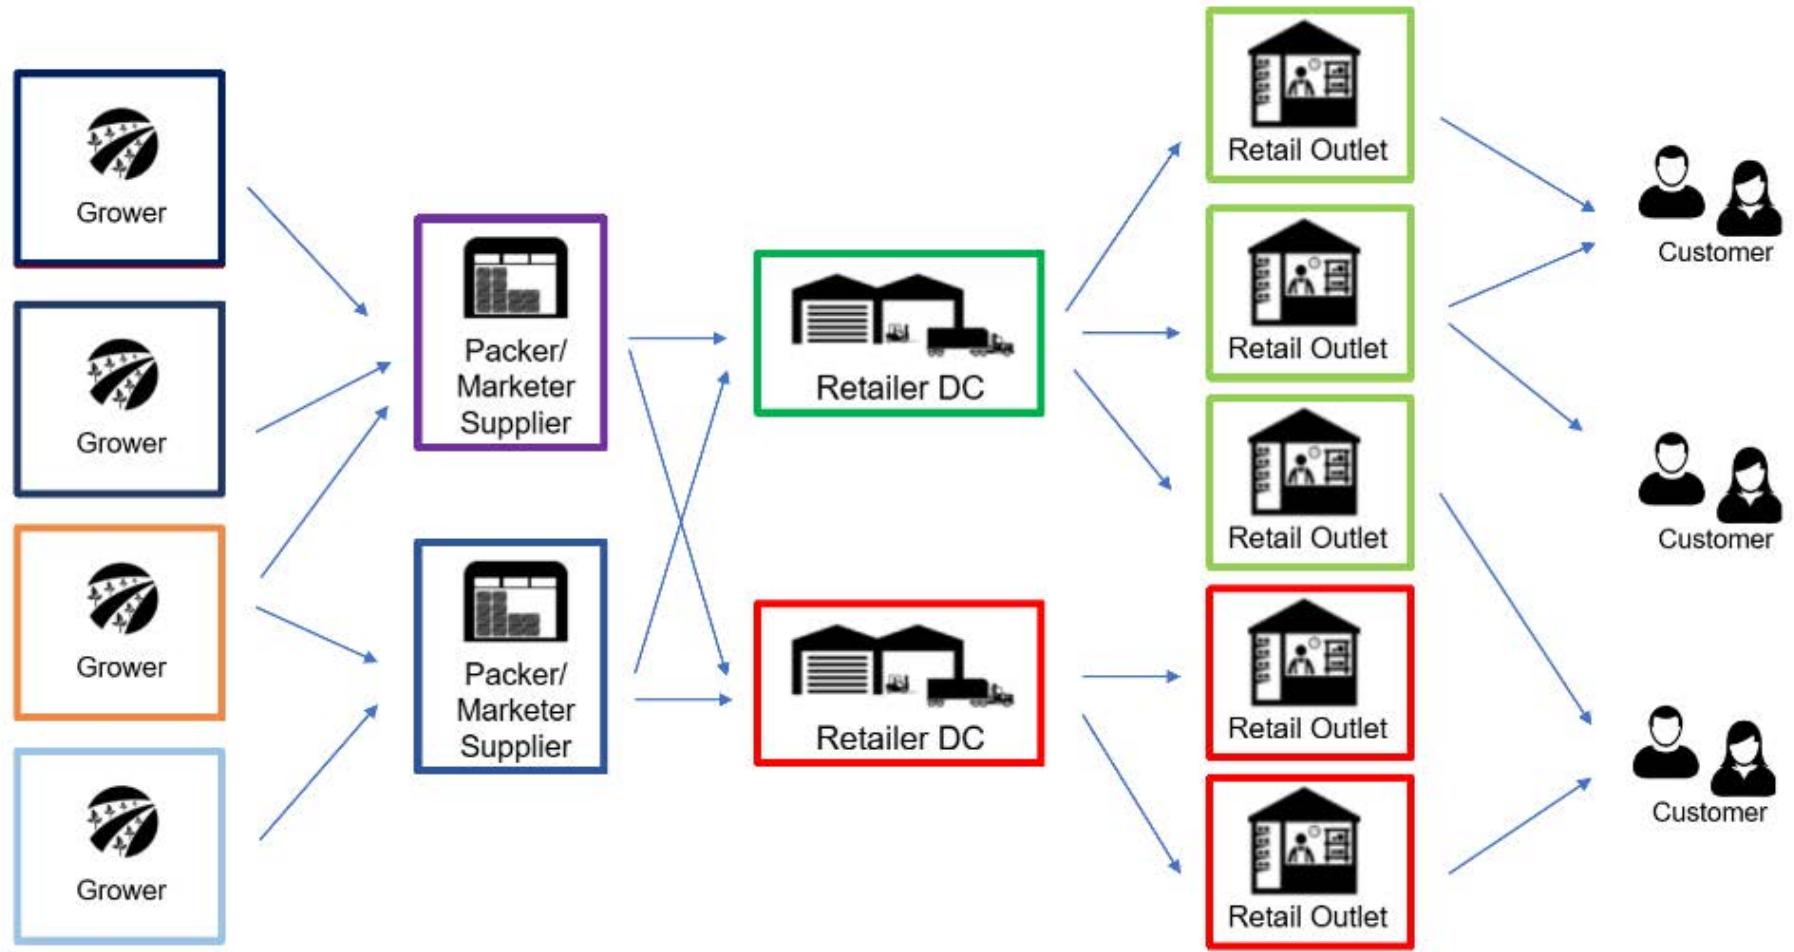 Grower
Grower
Grower
Grower
Packer/
Marketer
Supplier
Packer/
Marketer
Supplier
Retailer DC
Retailer DC
Retail Outlet
Retail Outlet
Retail Outlet
Retail Outlet
Retail Outlet
Customer
Customer
Customer